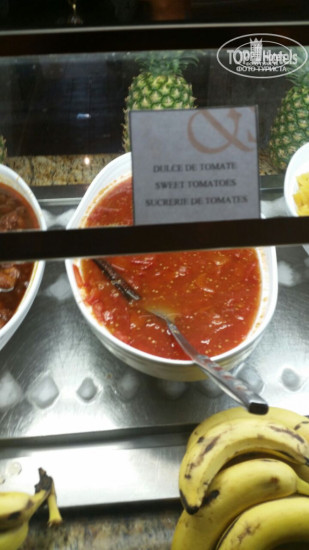 TOPHotels
ФОТО ТУРИСТА
&
DULCE DE TOMATE
SWEET TOMATOES
SUCRERIE DE TOMATES